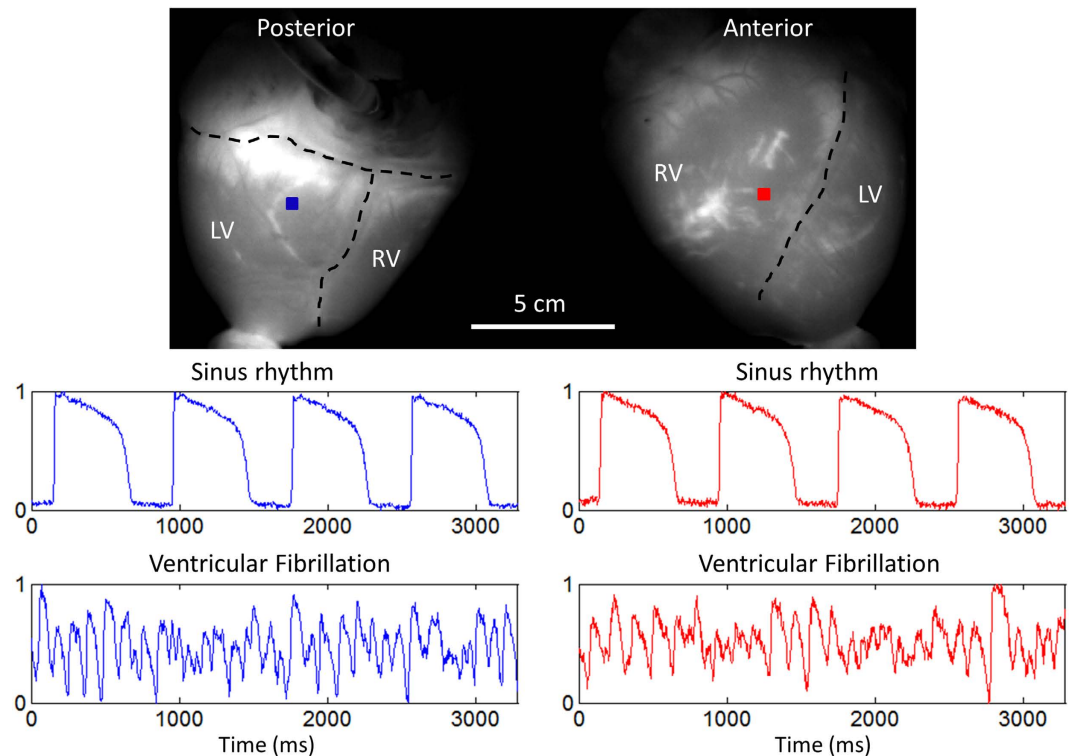 Posterior
Anterior
LV
RV
RV
LV
5 cm
Sinus rhythm
Sinus rhythm
1
0
0 1000 2000 3000
1
0
0 1000 2000 3000
Ventricular Fibrillation
Ventricular Fibrillation
1
0
0 1000 2000 3000
1
0
0 1000 2000 3000
Time (ms)
Time (ms)